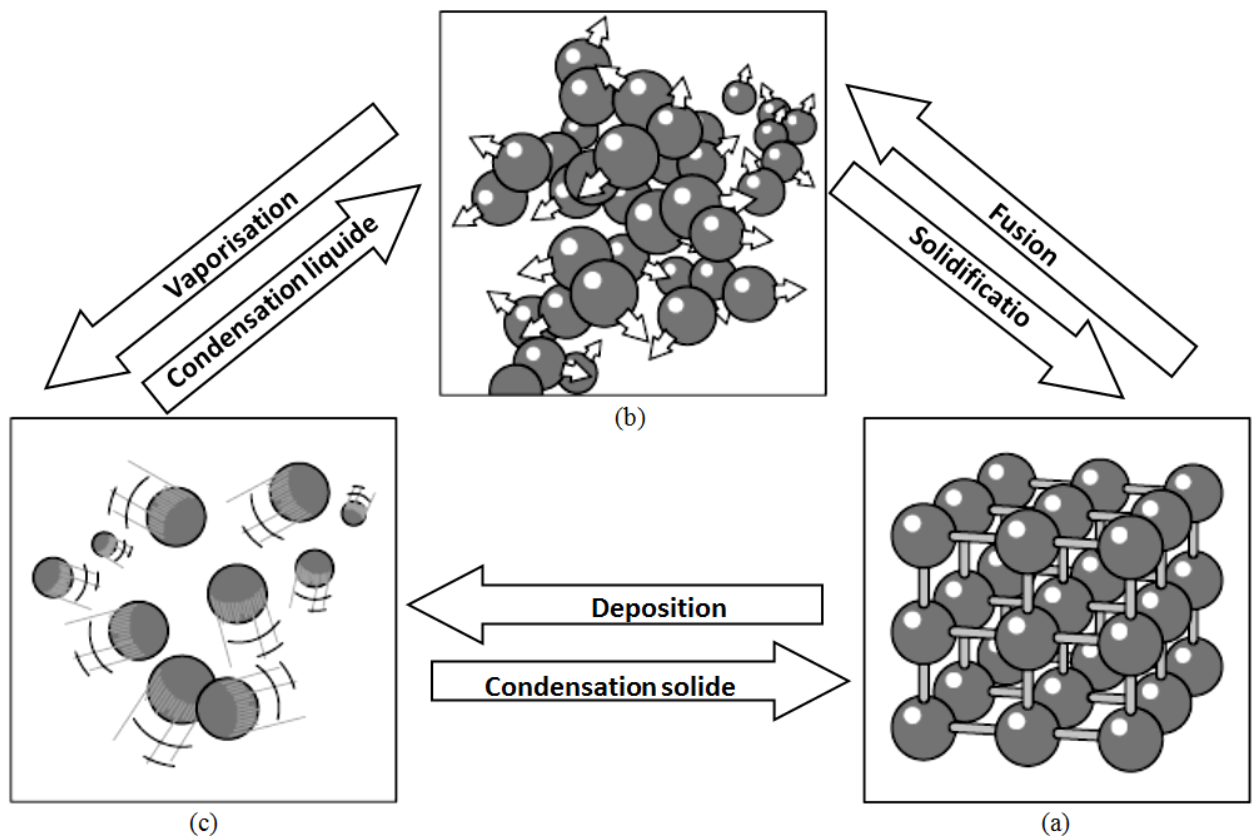 Vaporisation
Condensation liquide
Fusion
Solidificatio
(b)
Deposition
Condensation solide
(c)
(a)